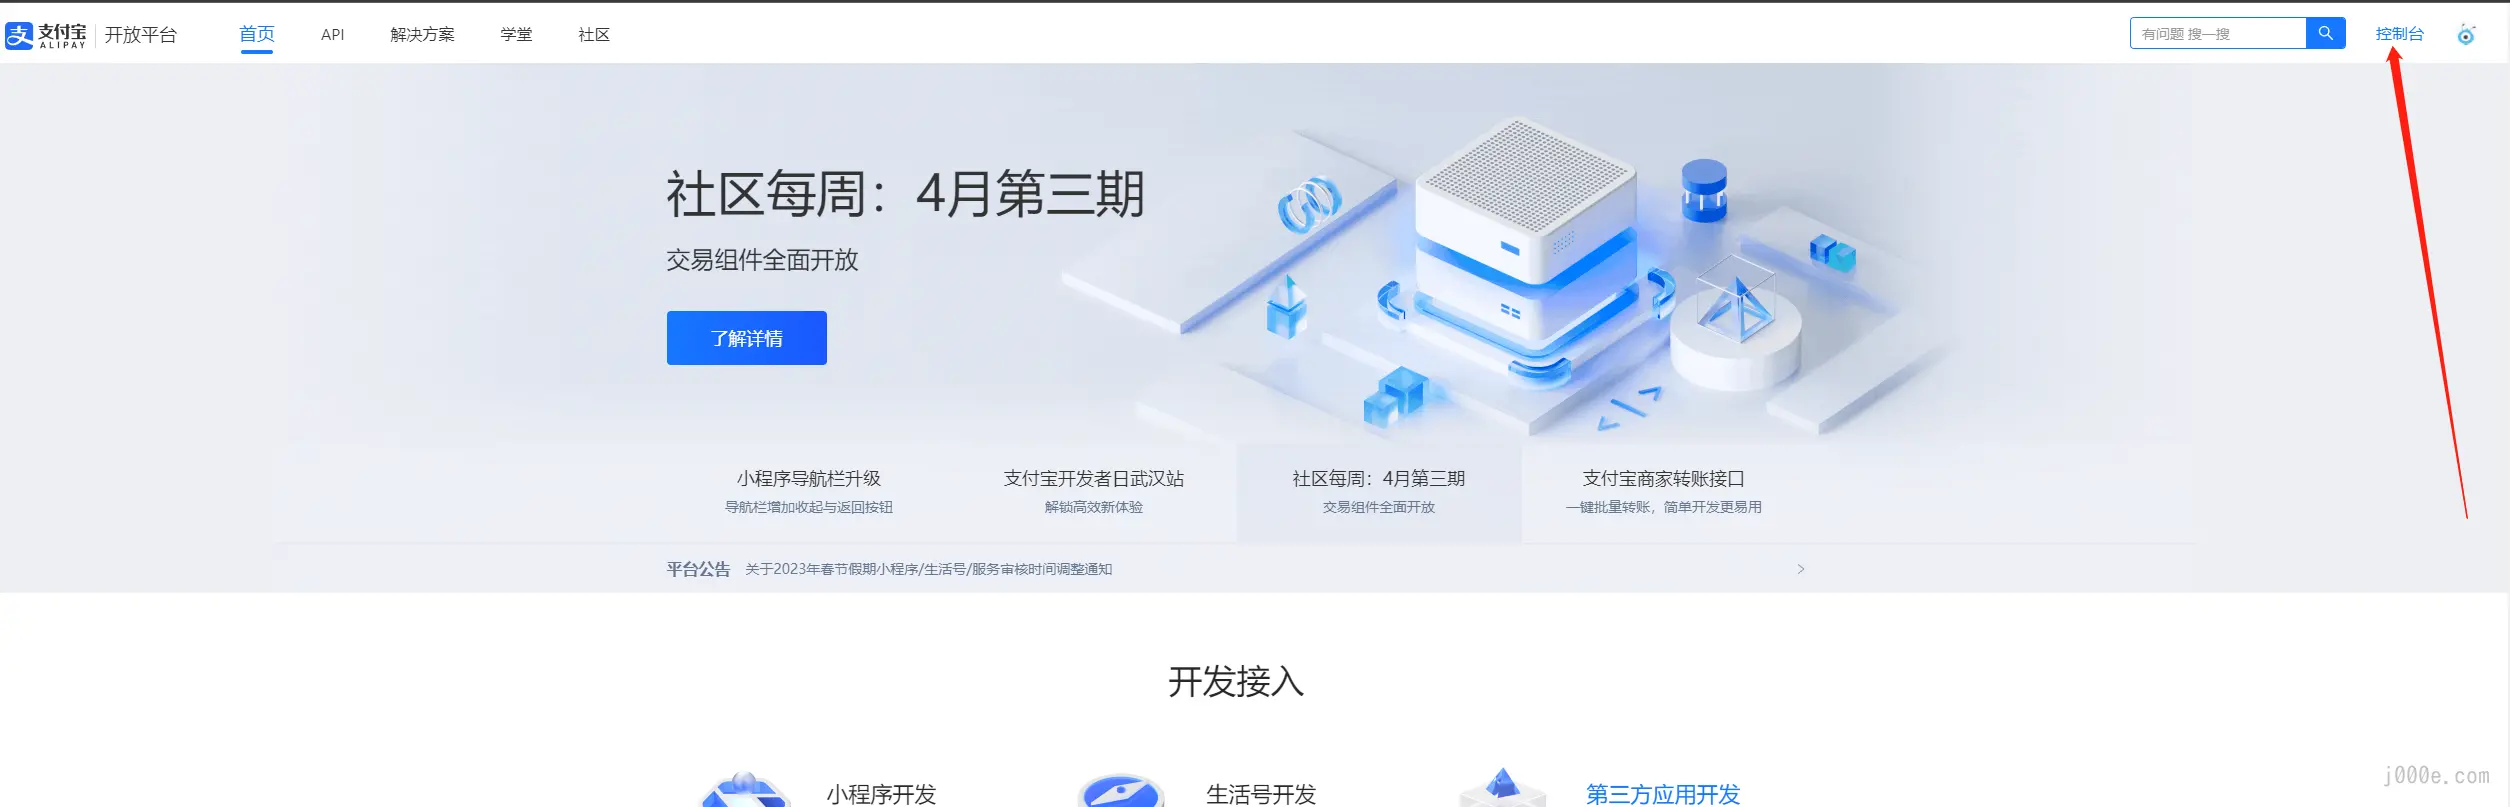 支付宝
ALIPAY
开放平台
首页
API
解决方案
学堂
社区
有问题 搜一搜
控制台
社区每周：4月第三期
交易组件全面开放
了解详情
小程序导航栏升级
导航栏增加收起与返回按钮
支付宝开发者日武汉站
解锁高效新体验
社区每周：4月第三期
交易组件全面开放
支付宝商家转账接口
一键批量转账，简单开发更易用
平台公告
关于2023年春节假期小程序/生活号/服务审核时间调整通知
开发接入
小程序开发
生活号开发
第三方应用开发
j000e.com